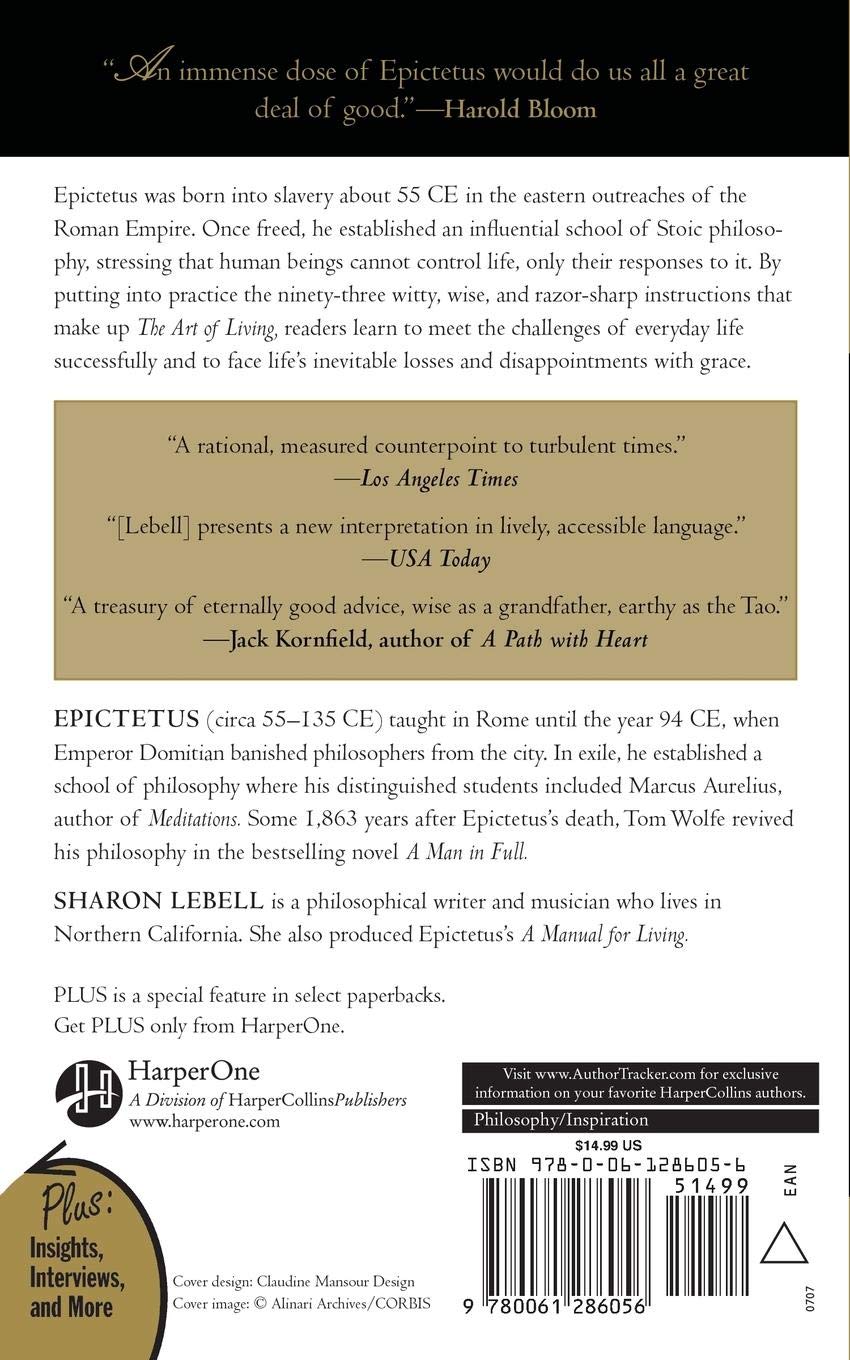 “An immense dose of Epictetus would do us all a great
deal of good.”—Harold Bloom
Epictetus was born into slavery about 55 CE in the eastern outreaches of the
Roman Empire. Once freed, he established an influential school of Stoic philoso-
phy, stressing that human beings cannot control life, only their responses to it. By
putting into practice the ninety-three witty, wise, and razor-sharp instructions that
make up The Art of Living, readers learn to meet the challenges of everyday life
successfully and to face life’s inevitable losses and disappointments with grace.
“A rational, measured counterpoint to turbulent times.”
—Los Angeles Times
“[Lebell] presents a new interpretation in lively, accessible language.”
—USA Today
“A treasury of eternally good advice, wise as a grandfather, earthy as the Tao.”
—Jack Kornfield, author of A Path with Heart
EPICTETUS (circa 55–135 CE) taught in Rome until the year 94 CE, when
Emperor Domitian banished philosophers from the city. In exile, he established a
school of philosophy where his distinguished students included Marcus Aurelius,
author of Meditations. Some 1,863 years after Epictetus’s death, Tom Wolfe revived
his philosophy in the bestselling novel A Man in Full.
SHARON LEBELL is a philosophical writer and musician who lives in
Northern California. She also produced Epictetus’s A Manual for Living.
PLUS is a special feature in select paperbacks.
Get PLUS only from HarperOne.
HarperOne
A Division of HarperCollinsPublishers
www.harperone.com
Visit www.AuthorTracker.com for exclusive
information on your favorite HarperCollins authors.
Philosophy/Inspiration
$14.99 US
ISBN 978-0-06-128605-6
51499
EAN
9 780061 286056
0707
Plus:
Insights,
Interviews,
and More
Cover design: Claudine Mansour Design
Cover image: © Alinari Archives/CORBIS